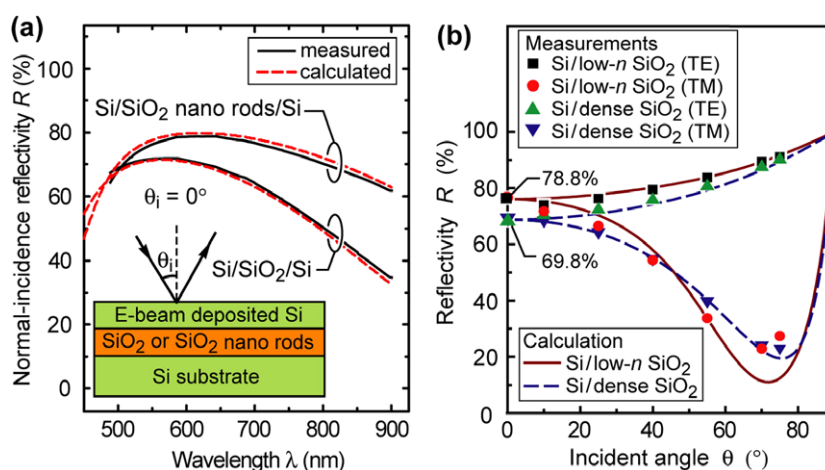 (a)
Normal-incidence reflectivity R (%)
100
80
60
40
20
0
measured
calculated
Si/SiO₂ nano rods/Si
θᵢ = 0°
θᵢ
Si/SiO₂/Si
E-beam deposited Si
SiO₂ or SiO₂ nano rods
Si substrate
500 600 700 800 900
Wavelength λ (nm)
(b)
Reflectivity R (%)
100
80
60
40
20
0
Measurements
Si/low-n SiO₂ (TE)
Si/low-n SiO₂ (TM)
Si/dense SiO₂ (TE)
Si/dense SiO₂ (TM)
78.8%
69.8%
Calculation
Si/low-n SiO₂
Si/dense SiO₂
0 20 40 60 80
Incident angle θ (°)